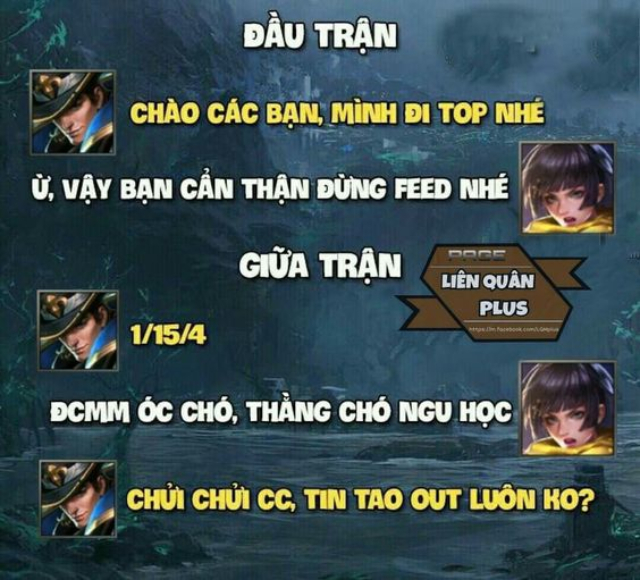 ĐẦU TRẬN
CHÀO CÁC BẠN, MÌNH ĐI TOP NHÉ
Ừ, VẬY BẠN CẨN THẬN ĐỪNG FEED NHÉ
GIỮA TRẬN
PAGE
LIÊN QUÂN
PLUS
1/15/4
ĐCMM ÓC CHÓ, THẰNG CHÓ NGU HỌC
CHỬI CHỬI CC, TIN TAO OUT LUÔN KO?